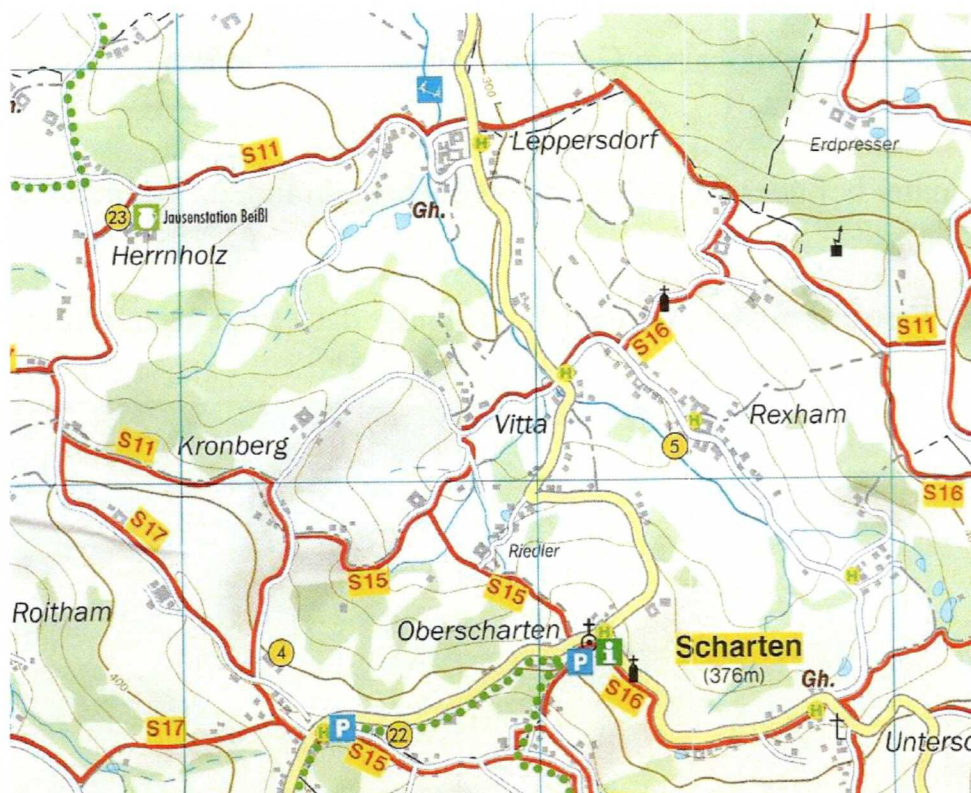 300
Leppersdorf
Erdpresser
S11
23
Jausenstation Beißl
Gh.
Herrnholz
S16
S11
H
H
Vitta
Rexham
H
5
S11
Kronberg
S16
S17
Riedler
S15
S15
H
Roitham
Oberscharten
H
4
P
i
Scharten
(376m)
Gh.
S16
H
400
S17
H
P
22
S15